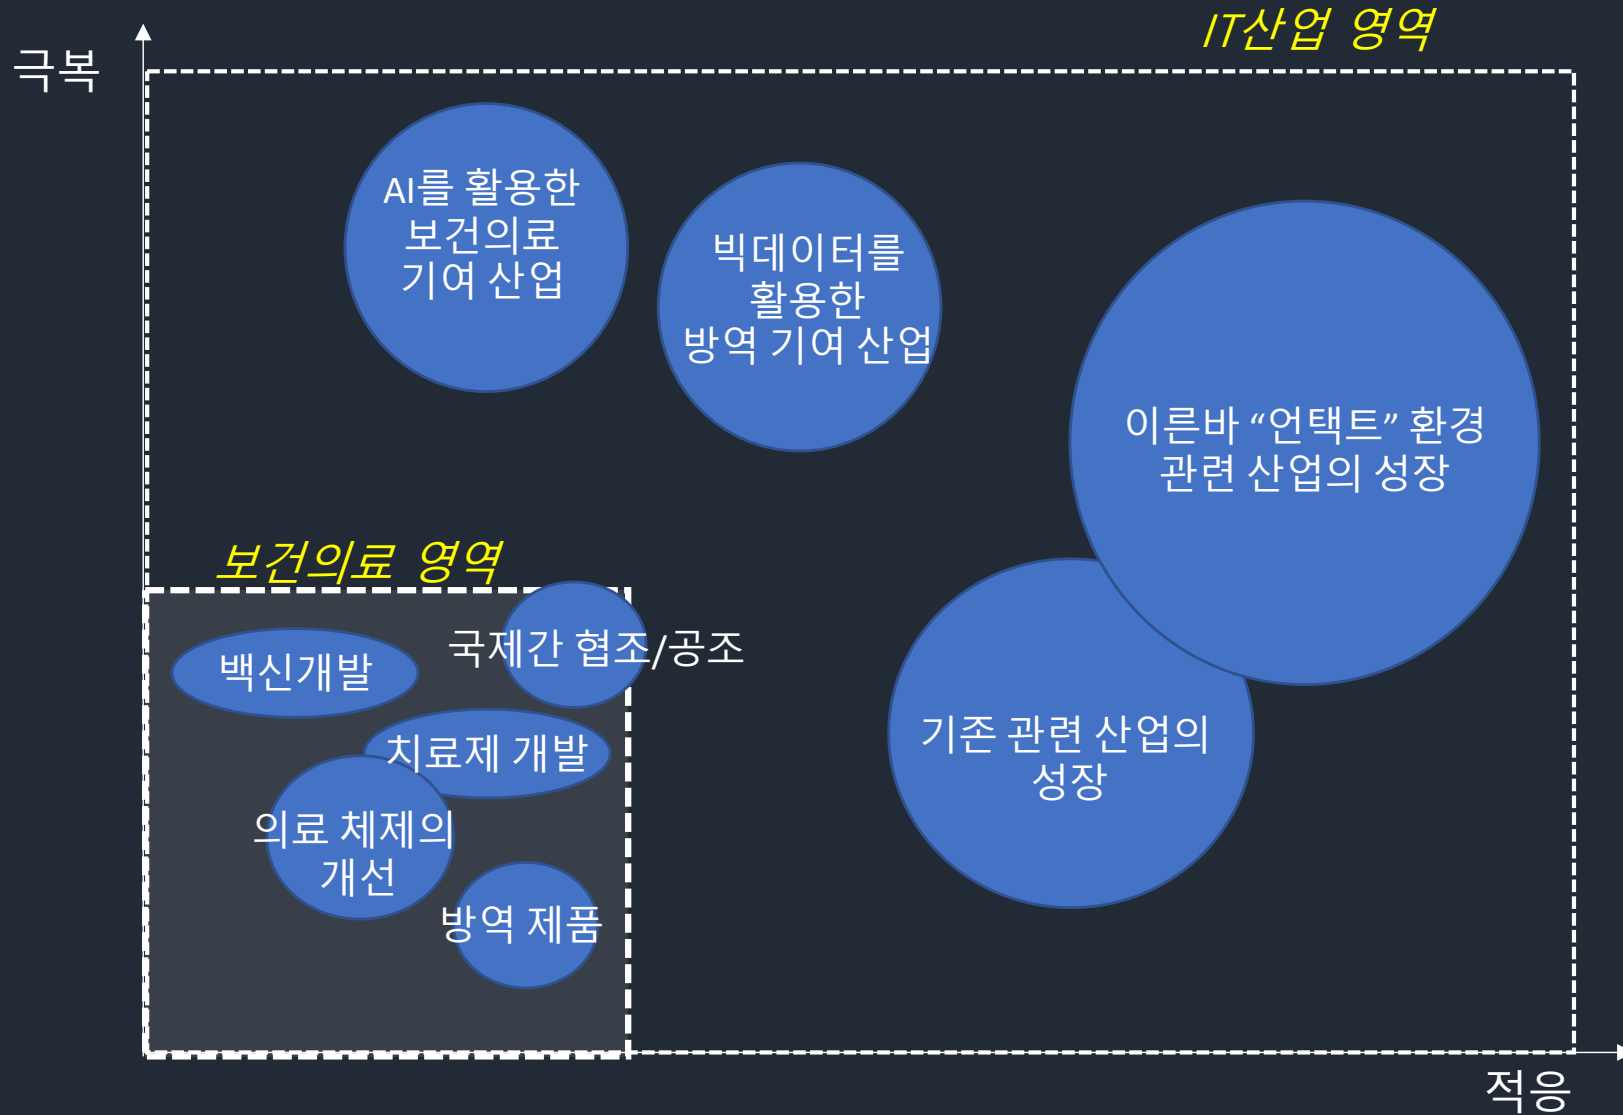 IT산업 영역
극복
AI를 활용한
보건의료
기여 산업
빅데이터를
활용한
방역 기여 산업
이른바 “언택트” 환경
관련 산업의 성장
보건의료 영역
국제간 협조/공조
백신개발
치료제 개발
기존 관련 산업의
성장
의료 체제의
개선
방역 제품
적응